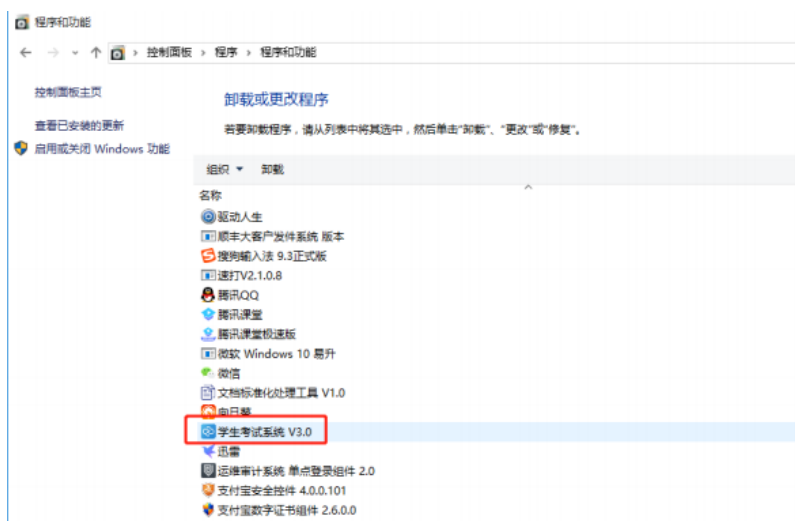 程序和功能
控制面板 > 程序 > 程序和功能
控制面板主页
卸载或更改程序
查看已安装的更新
若要卸载程序，请从列表中将其选中，然后单击"卸载"、"更改"或"修复"。
启用或关闭 Windows 功能
组织 卸载
名称
驱动人生
顺丰大客户发件系统 版本
搜狗输入法 9.3正式版
速打V2.1.0.8
腾讯QQ
腾讯课堂
腾讯课堂极速版
微软 Windows 10 易升
微信
文档标准化处理工具 V1.0
向日葵
学生考试系统 V3.0
迅雷
运维审计系统 单点登录组件 2.0
支付宝安全控件 4.0.0.101
支付宝数字证书组件 2.6.0.0